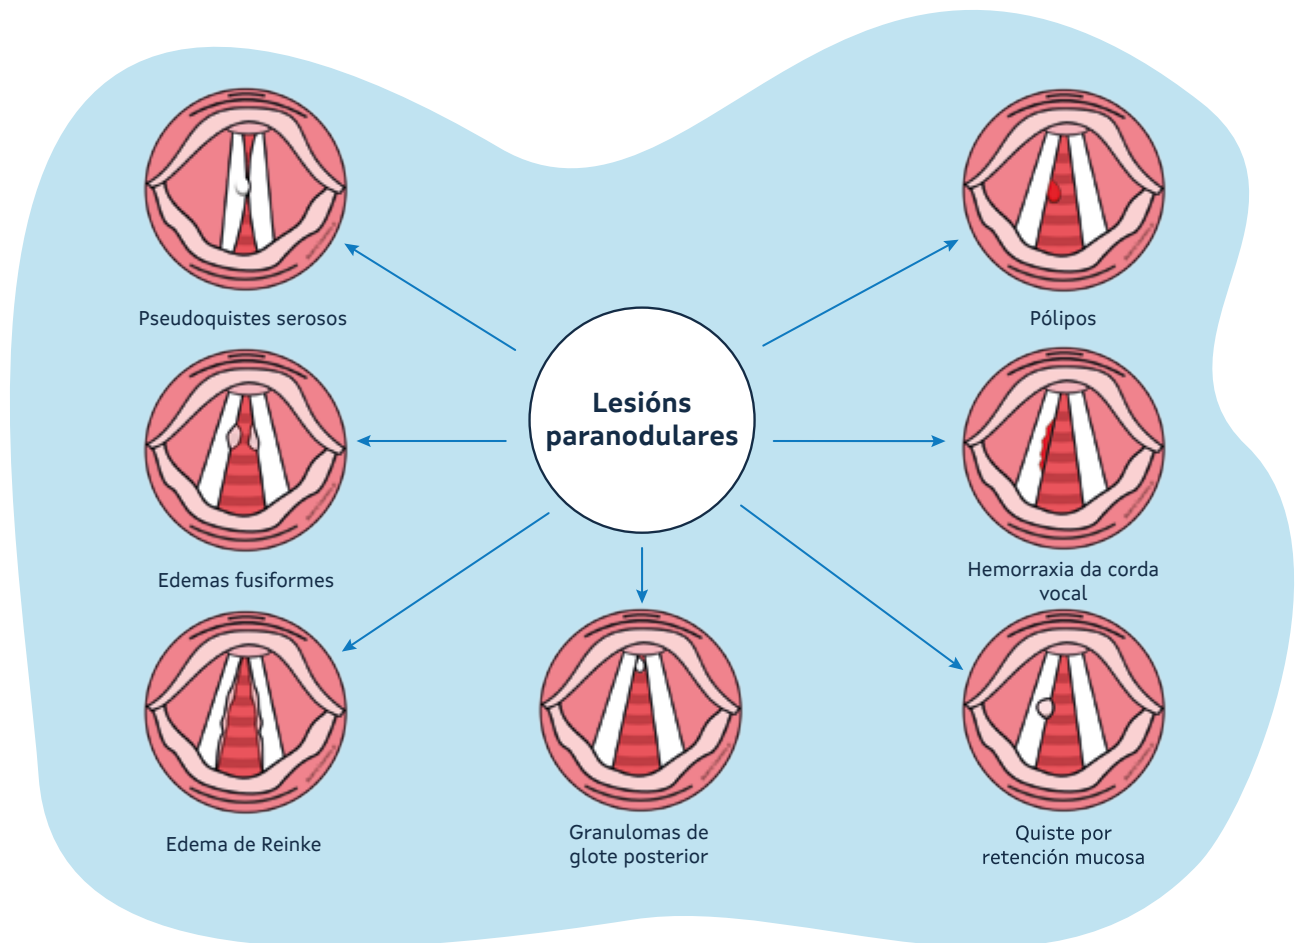 Pseudoquistes serosos
Pólipos
Lesións
paranodulares
Edemas fusiformes
Hemorraxia da corda
vocal
Edema de Reinke
Granulomas de
glote posterior
Quiste por
retención mucosa